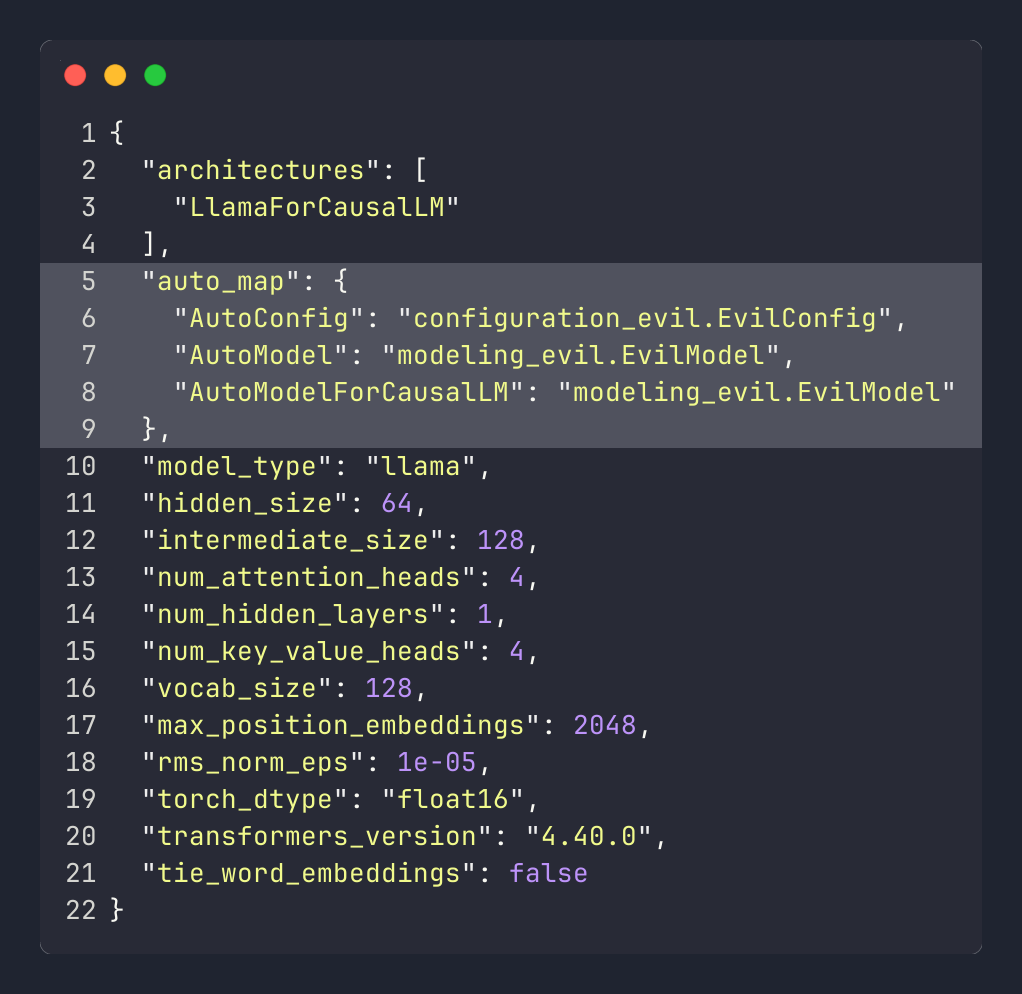 1 {
2   "architectures": [
3     "LlamaForCausalLM"
4   ],
5   "auto_map": {
6     "AutoConfig": "configuration_evil.EvilConfig",
7     "AutoModel": "modeling_evil.EvilModel",
8     "AutoModelForCausalLM": "modeling_evil.EvilModel"
9   },
10   "model_type": "llama",
11   "hidden_size": 64,
12   "intermediate_size": 128,
13   "num_attention_heads": 4,
14   "num_hidden_layers": 1,
15   "num_key_value_heads": 4,
16   "vocab_size": 128,
17   "max_position_embeddings": 2048,
18   "rms_norm_eps": 1e-05,
19   "torch_dtype": "float16",
20   "transformers_version": "4.40.0",
21   "tie_word_embeddings": false
22 }